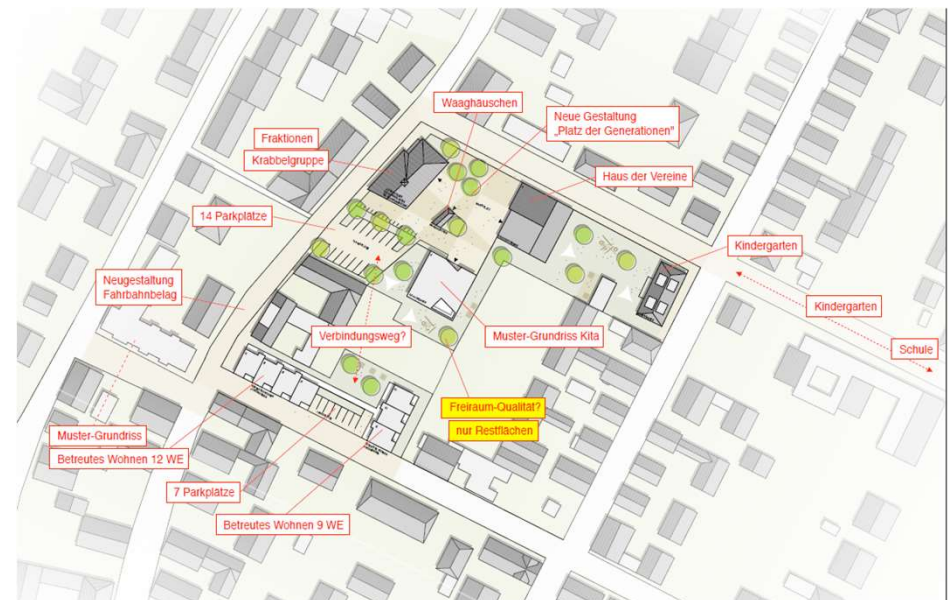 Waaghäuschen
Neue Gestaltung
„Platz der Generationen"
Fraktionen
Krabbelgruppe
Haus der Vereine
14 Parkplätze
Kindergarten
Neugestaltung
Fahrbahnbelag
Kindergarten
Verbindungsweg?
Muster-Grundriss Kita
Schule
Freiraum-Qualität?
nur Restflächen
Muster-Grundriss
Betreutes Wohnen 12 WE
7 Parkplätze
Betreutes Wohnen 9 WE